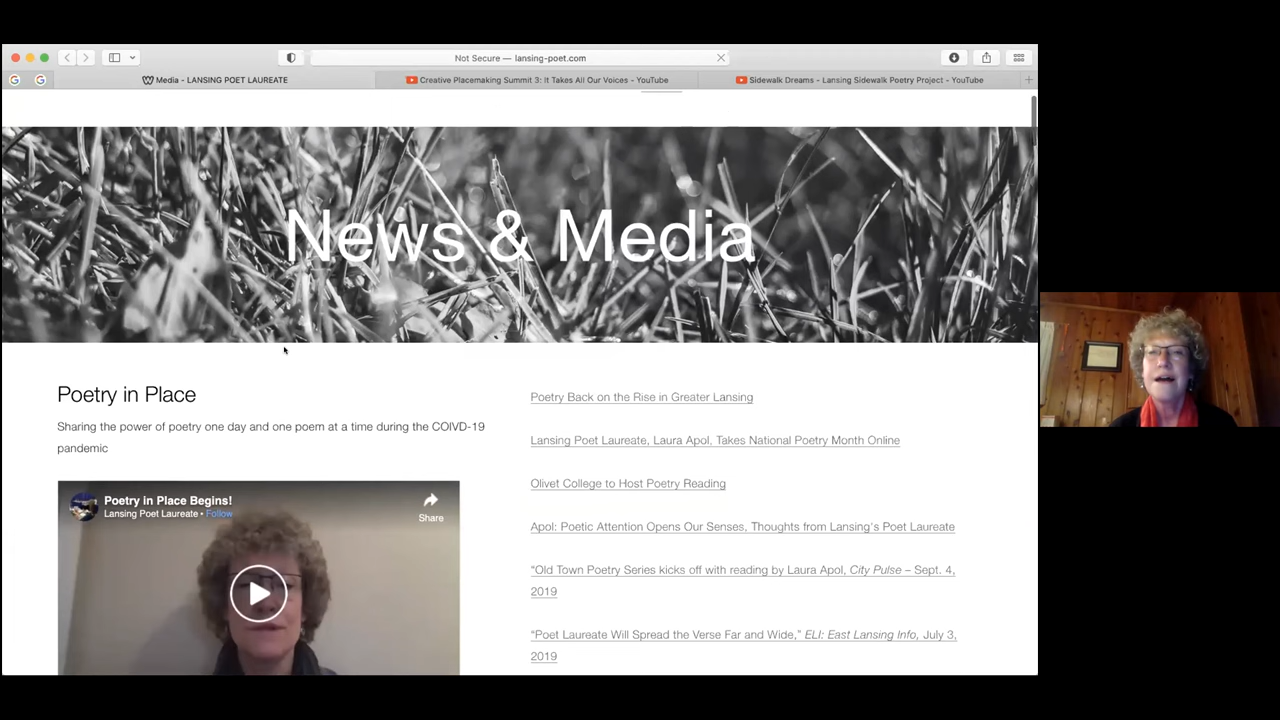 Not Secure — lansing-poet.com
Media - LANSING POET LAUREATE
Creative Placemaking Summit 3: It Takes All Our Voices - YouTube
Sidewalk Dreams - Lansing Sidewalk Poetry Project - YouTube
News & Media
Poetry in Place
Sharing the power of poetry one day and one poem at a time during the COIVD-19
pandemic
Poetry in Place Begins!
Lansing Poet Laureate • Follow
Share
Poetry Back on the Rise in Greater Lansing
Lansing Poet Laureate, Laura Apol, Takes National Poetry Month Online
Olivet College to Host Poetry Reading
Apol: Poetic Attention Opens Our Senses, Thoughts from Lansing's Poet Laureate
“Old Town Poetry Series kicks off with reading by Laura Apol, City Pulse – Sept. 4,
2019
“Poet Laureate Will Spread the Verse Far and Wide,” ELI: East Lansing Info, July 3,
2019